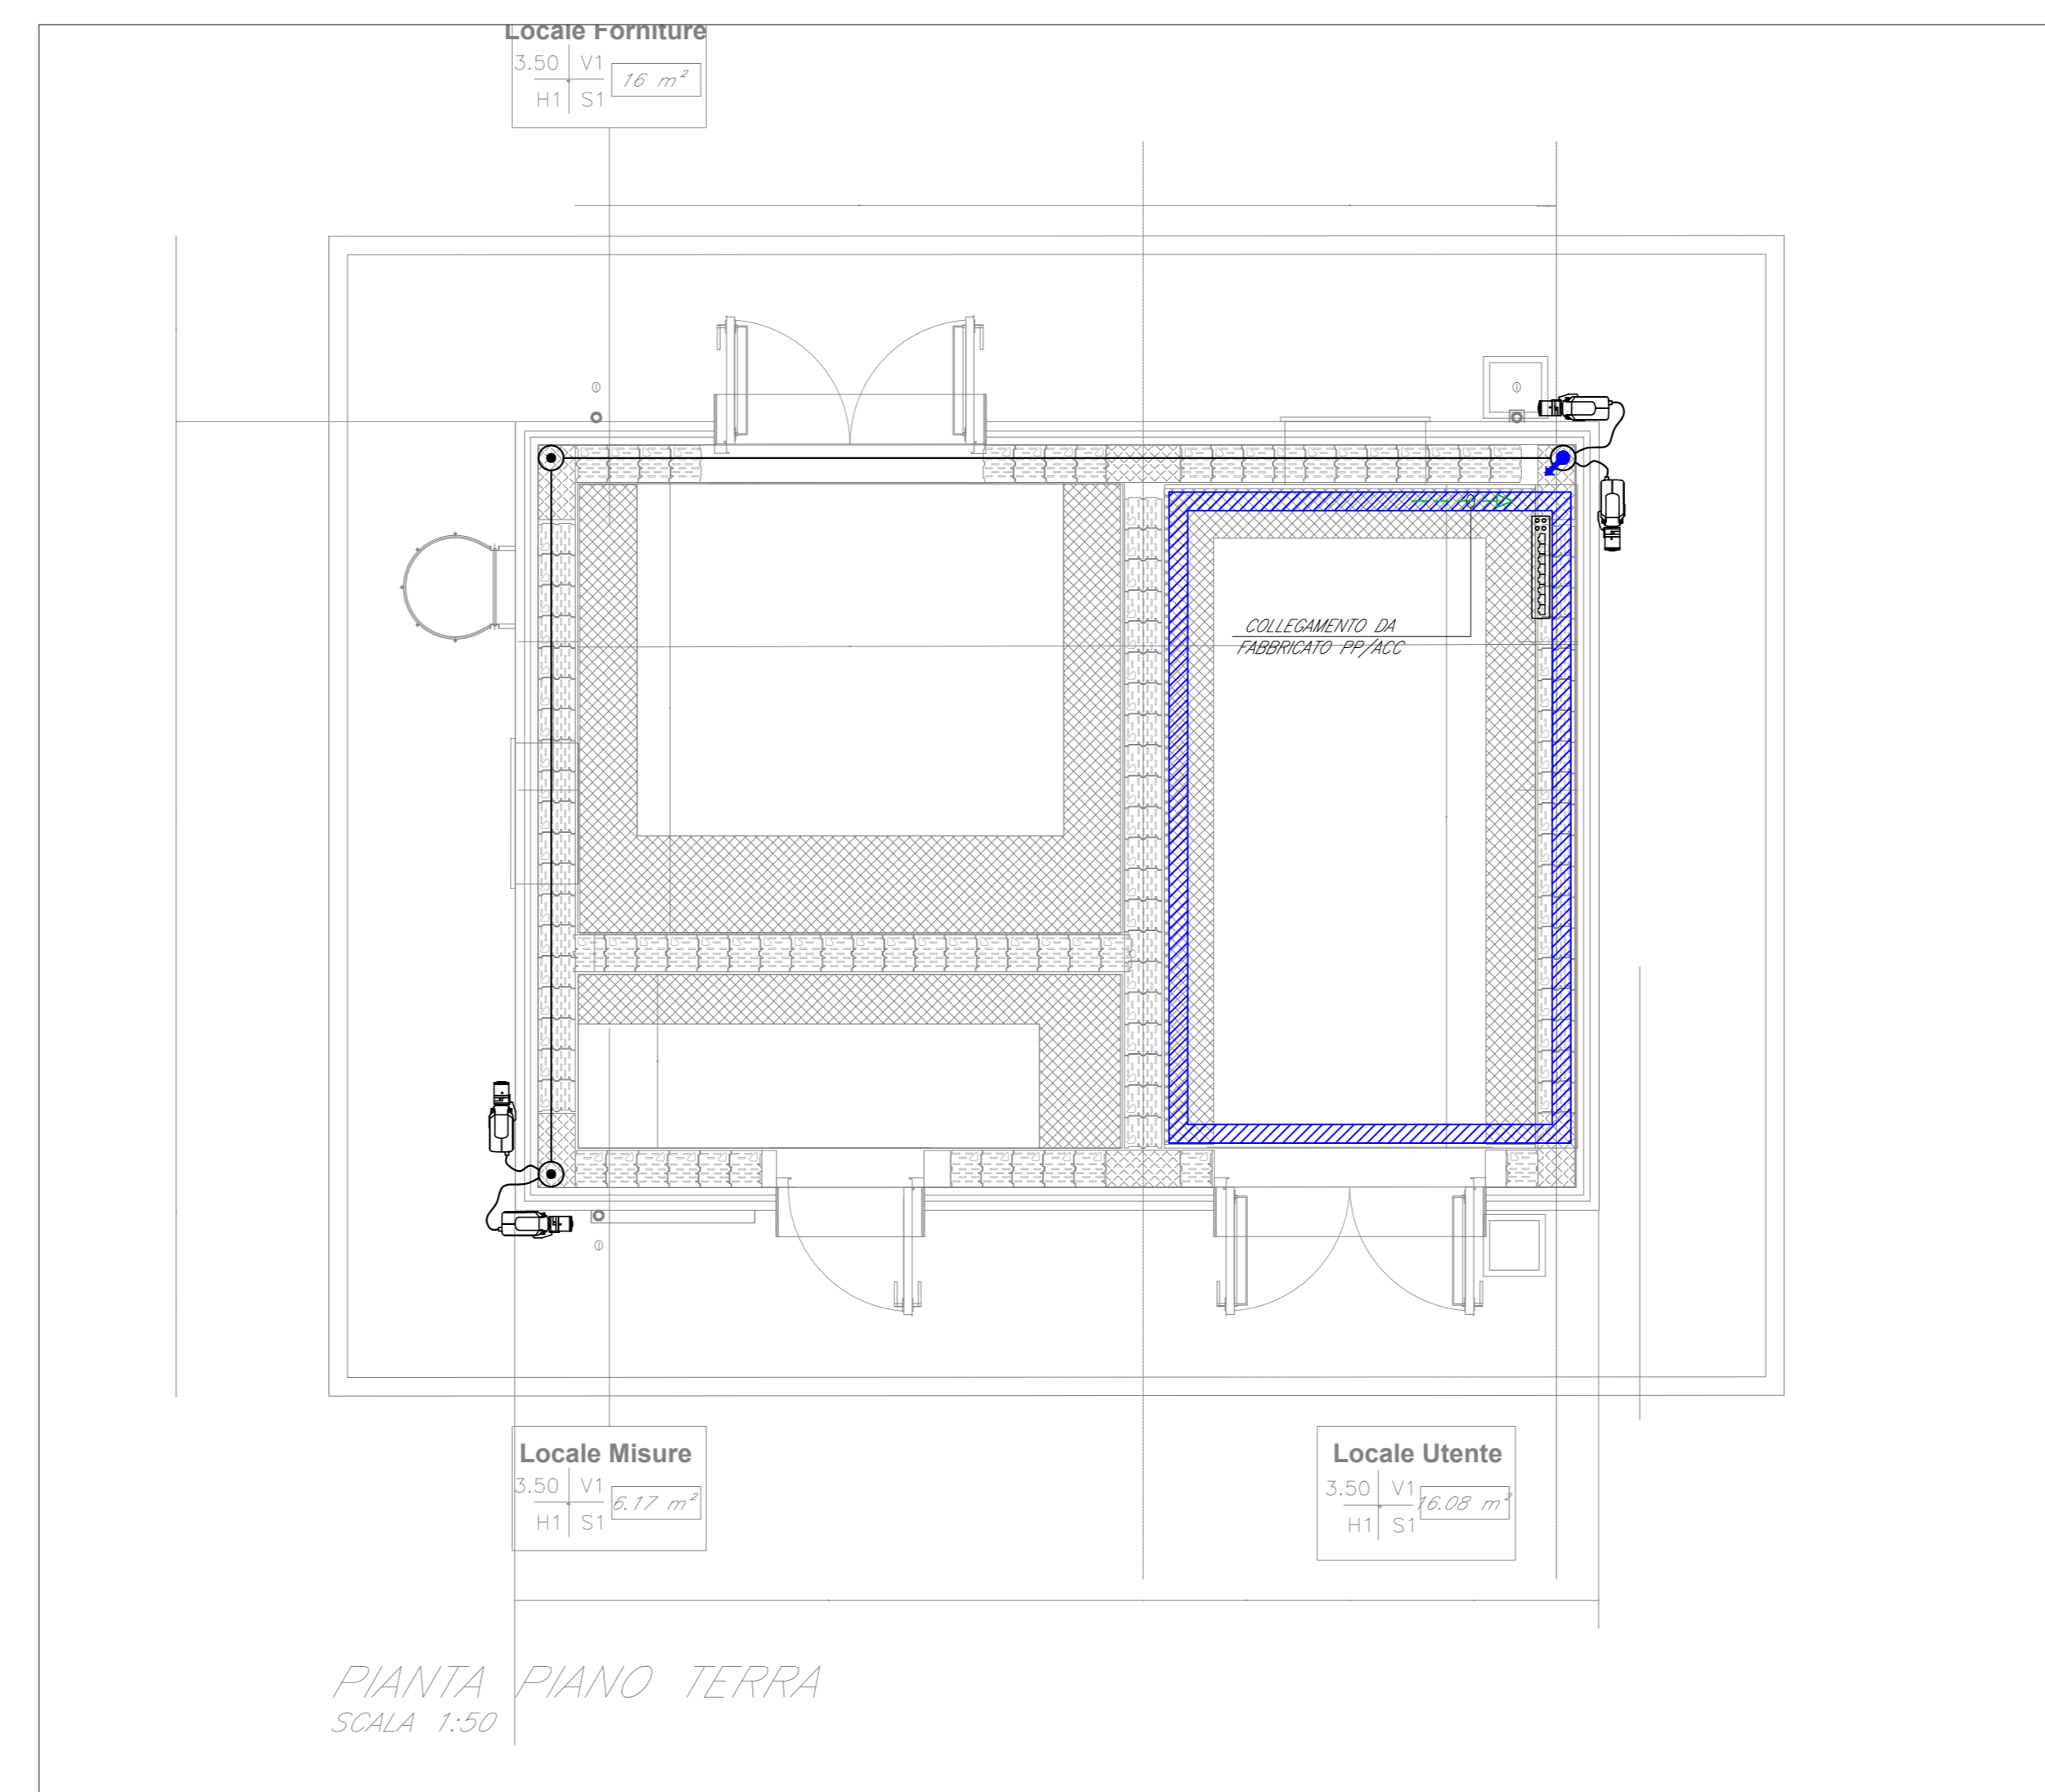 Locale Forniture
3.50 V1
16 m²
H1 S1
COLLEGAMENTO DA
FABBRICATO PP/ACC
Locale Misure
3.50 V1
6.17 m²
H1 S1
Locale Utente
3.50 V1
16.08 m²
H1 S1
PIANTA PIANO TERRA
SCALA 1:50